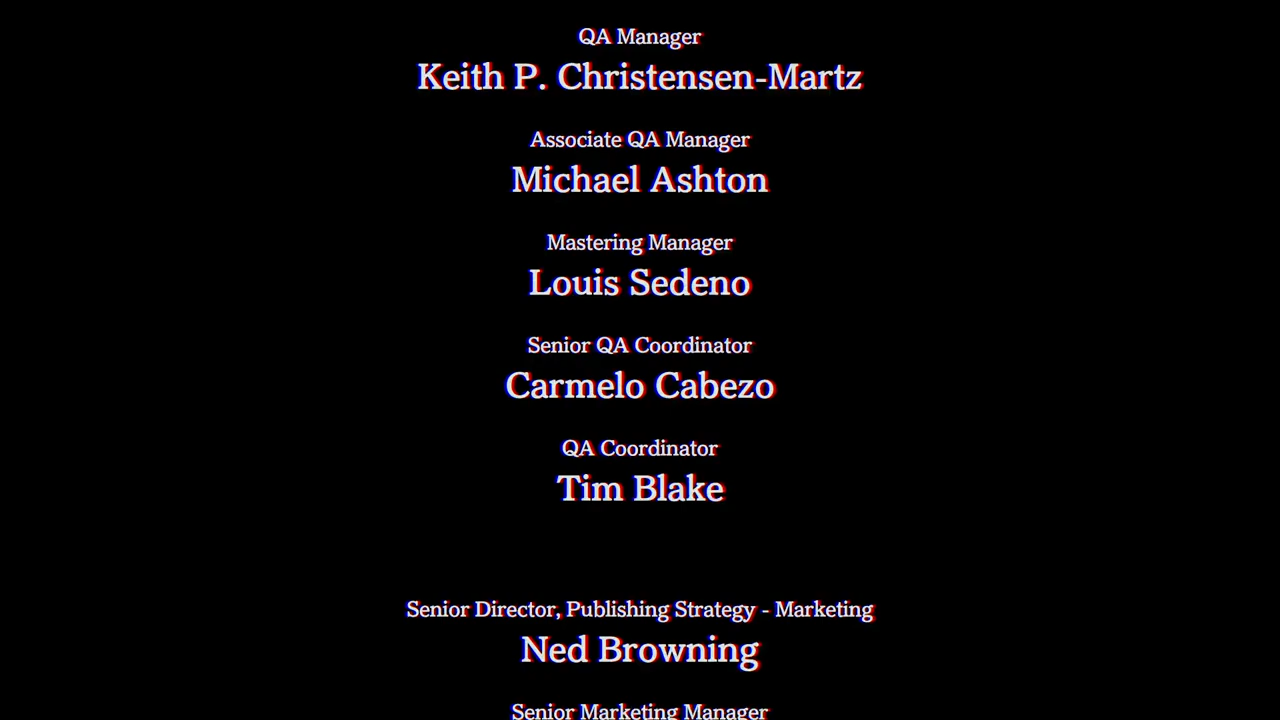 QA Manager
Keith P. Christensen-Martz
Associate QA Manager
Michael Ashton
Mastering Manager
Louis Sedeno
Senior QA Coordinator
Carmelo Cabezo
QA Coordinator
Tim Blake
Senior Director, Publishing Strategy - Marketing
Ned Browning
Senior Marketing Manager